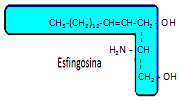 CH₃-(CH₂)₁₂-CH=CH-CH₂- OH
H₂N - CH
Esfingosina
CH₂ - OH